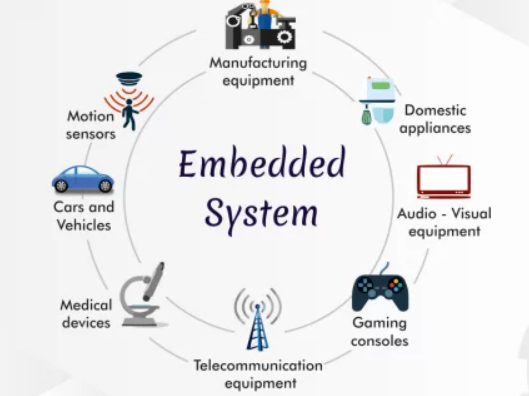 Manufacturing
equipment
Motion
sensors
Domestic
appliances
Embedded
System
Cars and
Vehicles
Audio - Visual
equipment
Medical
devices
Gaming
consoles
Telecommunication
equipment